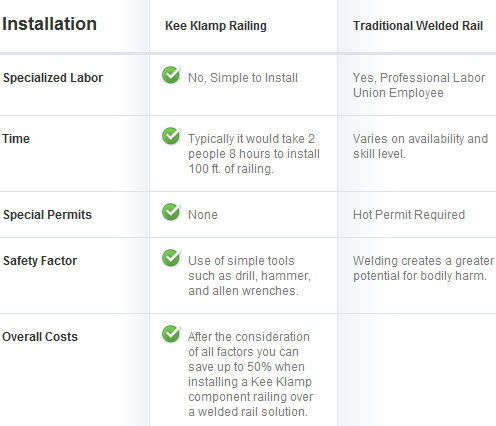 Installation
Kee Klamp Railing
Traditional Welded Rail
Specialized Labor
No, Simple to Install
Yes, Professional Labor
Union Employee
Time
Typically it would take 2
people 8 hours to install
100 ft. of railing.
Varies on availability and
skill level.
Special Permits
None
Hot Permit Required
Safety Factor
Use of simple tools
such as drill, hammer,
and allen wrenches.
Welding creates a greater
potential for bodily harm.
Overall Costs
After the consideration
of all factors you can
save up to 50% when
installing a Kee Klamp
component railing over
a welded rail solution.